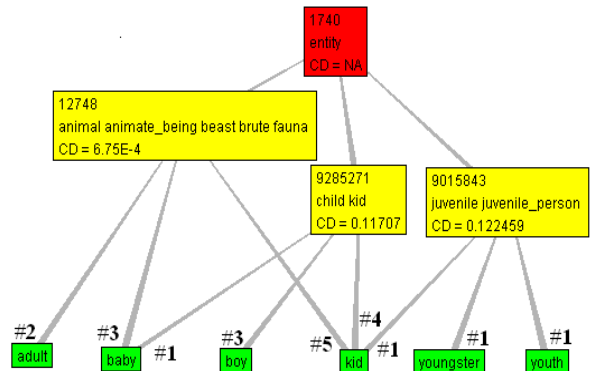 1740
entity
CD = NA
12748
animal animate_being beast brute fauna
CD = 6.75E-4
9285271
child kid
CD = 0.11707
9015843
juvenile juvenile_person
CD = 0.122459
#2
#3
#1
#3
#5
#4
#1
#1
#1
adult
baby
boy
kid
youngster
youth